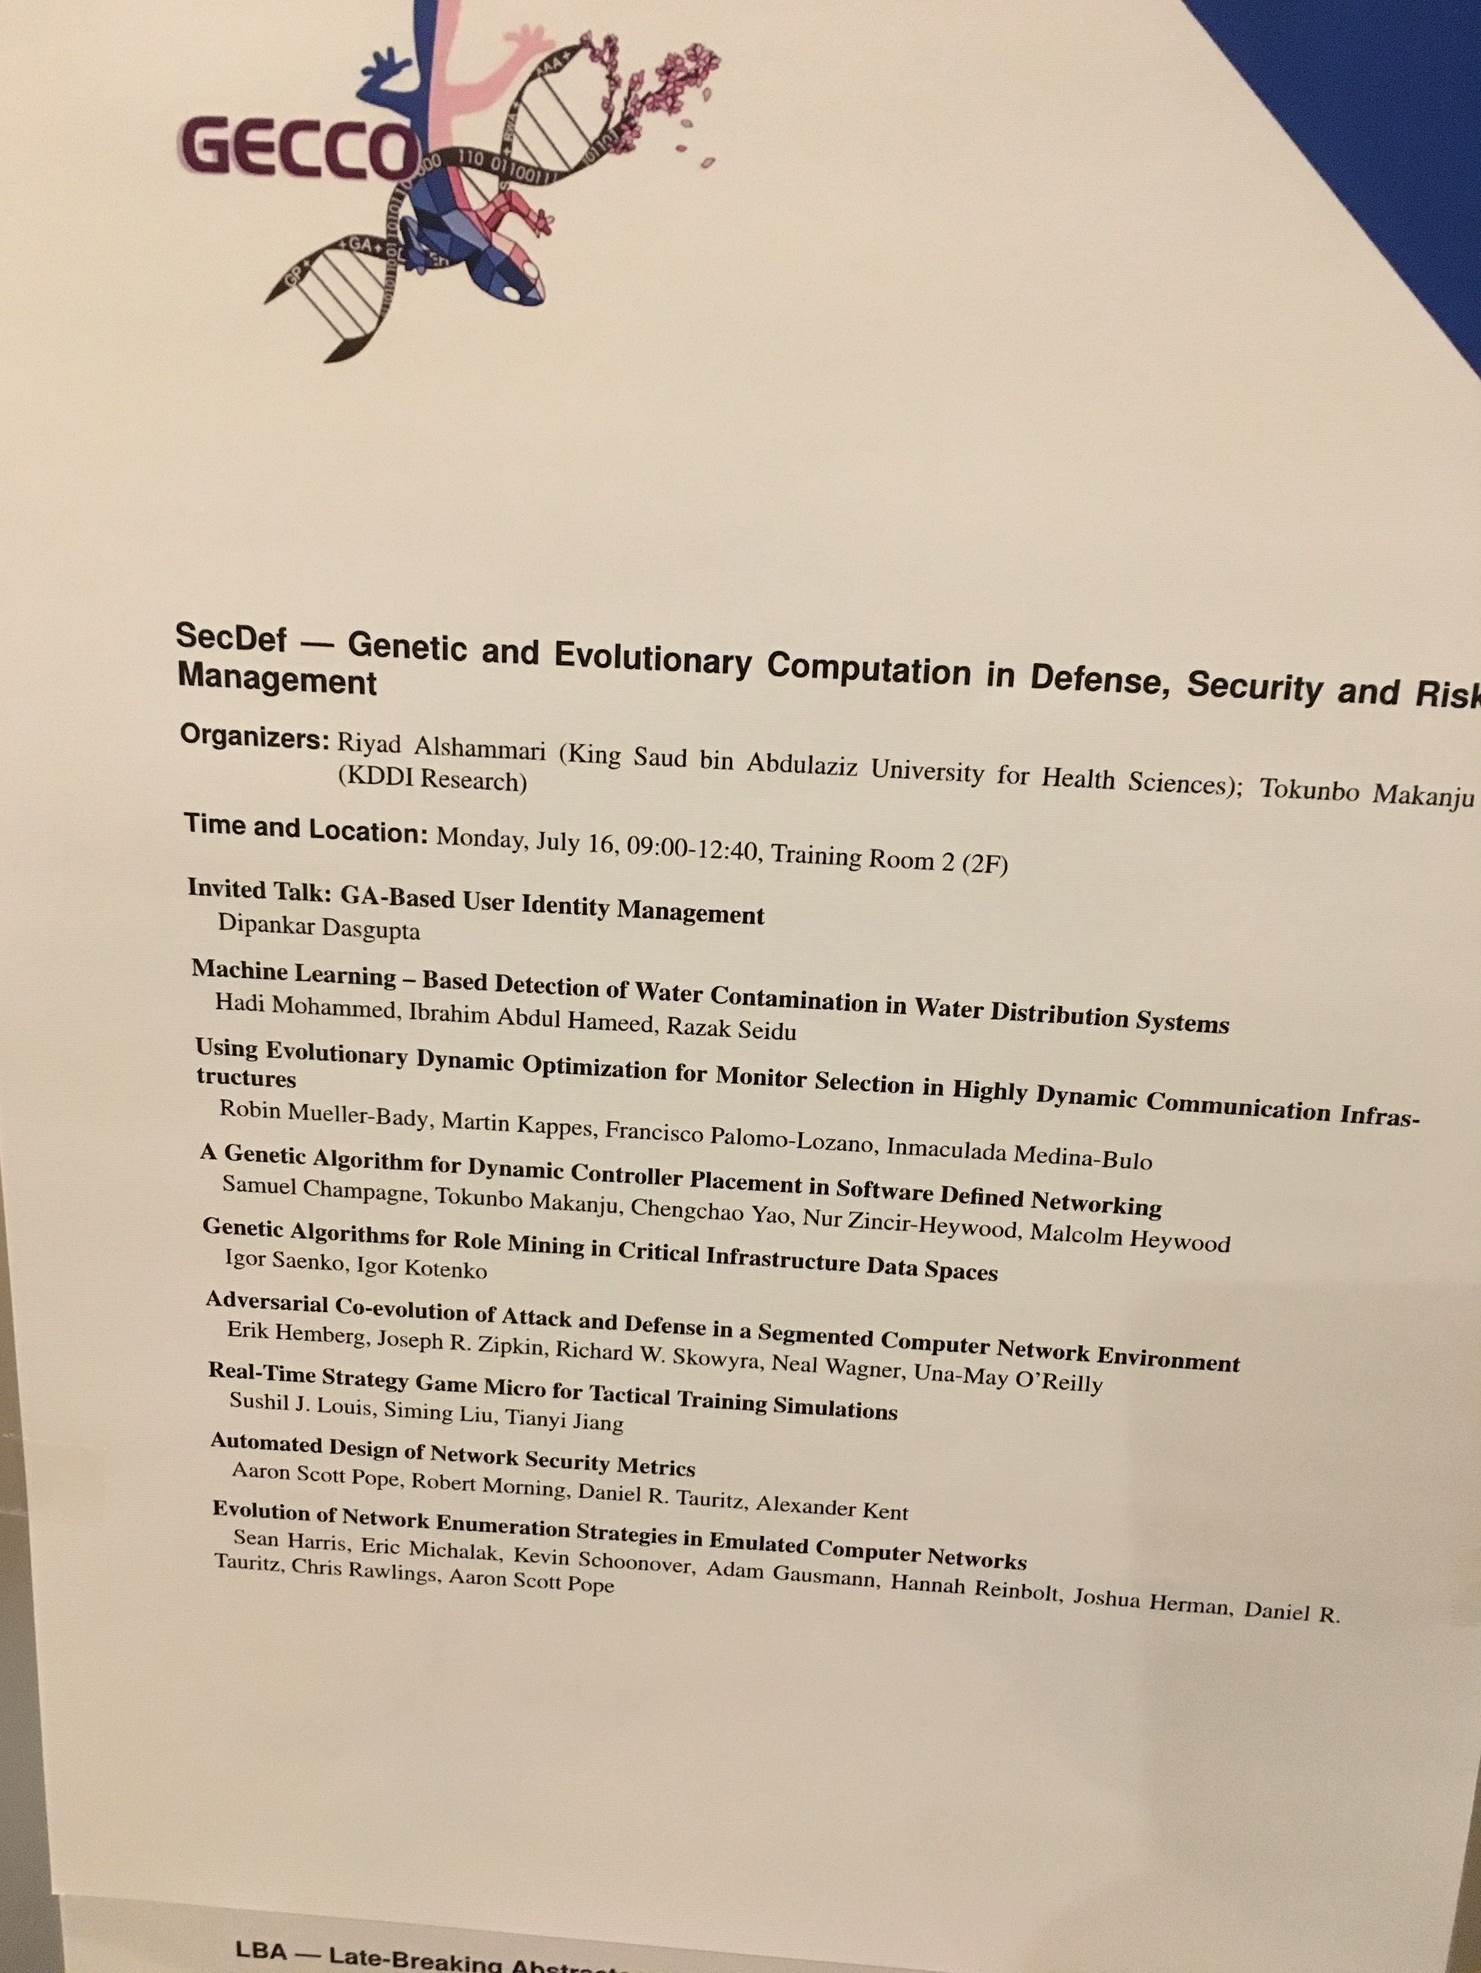 GECCO
AAA+
+ RWA +
000 110 0110011
101101
+GA+
GP+
SecDef — Genetic and Evolutionary Computation in Defense, Security and Risk
Management
Organizers: Riyad Alshammari (King Saud bin Abdulaziz University for Health Sciences); Tokunbo Makanju
(KDDI Research)
Time and Location: Monday, July 16, 09:00-12:40, Training Room 2 (2F)
Invited Talk: GA-Based User Identity Management
Dipankar Dasgupta
Machine Learning – Based Detection of Water Contamination in Water Distribution Systems
Hadi Mohammed, Ibrahim Abdul Hameed, Razak Seidu
Using Evolutionary Dynamic Optimization for Monitor Selection in Highly Dynamic Communication Infras-
tructures
Robin Mueller-Bady, Martin Kappes, Francisco Palomo-Lozano, Inmaculada Medina-Bulo
A Genetic Algorithm for Dynamic Controller Placement in Software Defined Networking
Samuel Champagne, Tokunbo Makanju, Chengchao Yao, Nur Zincir-Heywood, Malcolm Heywood
Genetic Algorithms for Role Mining in Critical Infrastructure Data Spaces
Igor Saenko, Igor Kotenko
Adversarial Co-evolution of Attack and Defense in a Segmented Computer Network Environment
Erik Hemberg, Joseph R. Zipkin, Richard W. Skowyra, Neal Wagner, Una-May O'Reilly
Real-Time Strategy Game Micro for Tactical Training Simulations
Sushil J. Louis, Siming Liu, Tianyi Jiang
Automated Design of Network Security Metrics
Aaron Scott Pope, Robert Morning, Daniel R. Tauritz, Alexander Kent
Evolution of Network Enumeration Strategies in Emulated Computer Networks
Sean Harris, Eric Michalak, Kevin Schoonover, Adam Gausmann, Hannah Reinbolt, Joshua Herman, Daniel R.
Tauritz, Chris Rawlings, Aaron Scott Pope
LBA — Late-Breaking